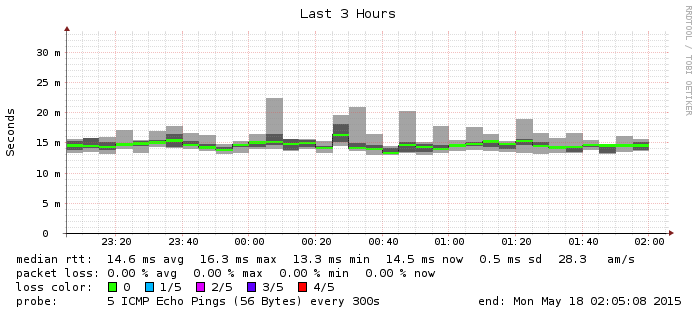 Last 3 Hours
RRDTOOL / TOBI OETIKER
Seconds
30 m
25 m
20 m
15 m
10 m
5 m
0
23:20 23:40 00:00 00:20 00:40 01:00 01:20 01:40 02:00
median rtt: 14.6 ms avg 16.3 ms max 13.3 ms min 14.5 ms now 0.5 ms sd 28.3 am/s
packet loss: 0.00 % avg 0.00 % max 0.00 % min 0.00 % now
loss color: 0 1/5 2/5 3/5 4/5
probe: 5 ICMP Echo Pings (56 Bytes) every 300s end: Mon May 18 02:05:08 2015